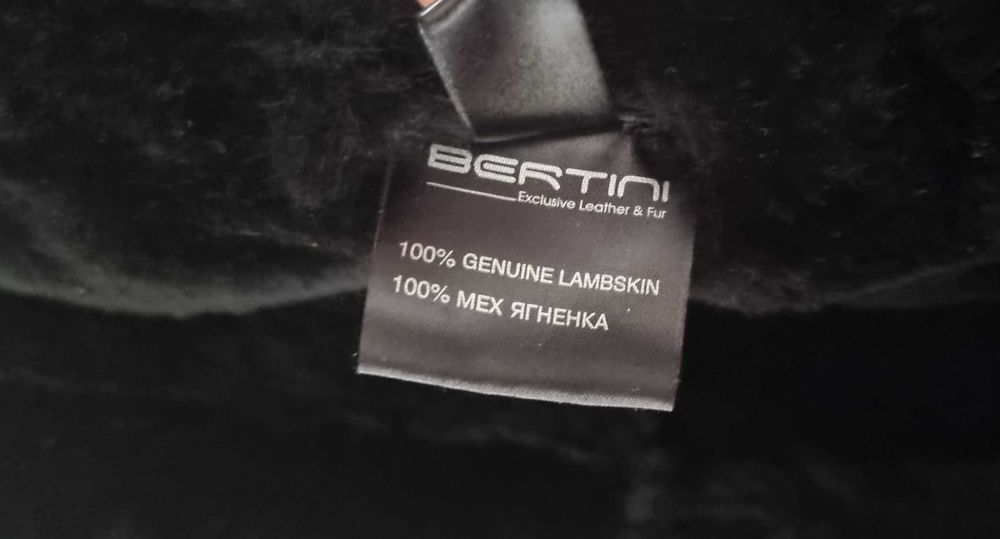 BERTINI
Exclusive Leather & Fur
100% GENUINE LAMBSKIN
100% МЕХ ЯГНЕНКА